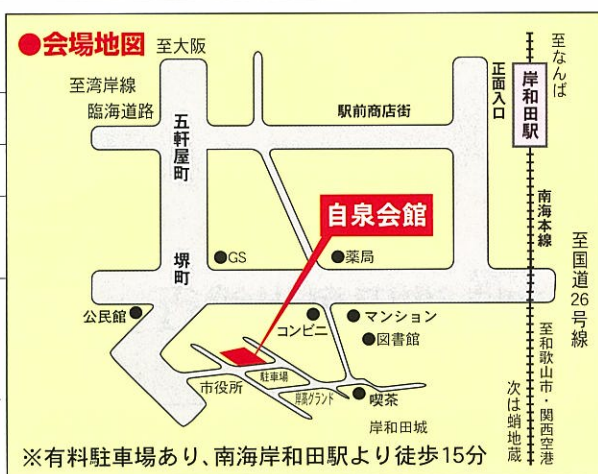 ●会場地図
至大阪
至なんば
至湾岸線
臨海道路
五軒屋町
駅前商店街
正面入口
岸和田駅
自泉会館
南海本線
至国道26号線
堺町
●GS
●薬局
公民館●
コンビニ
マンション
●図書館
市役所
駐車場
岸高グランド
喫茶
岸和田城
至和歌山市・関西空港
次は蛸地蔵
※有料駐車場あり、南海岸和田駅より徒歩15分